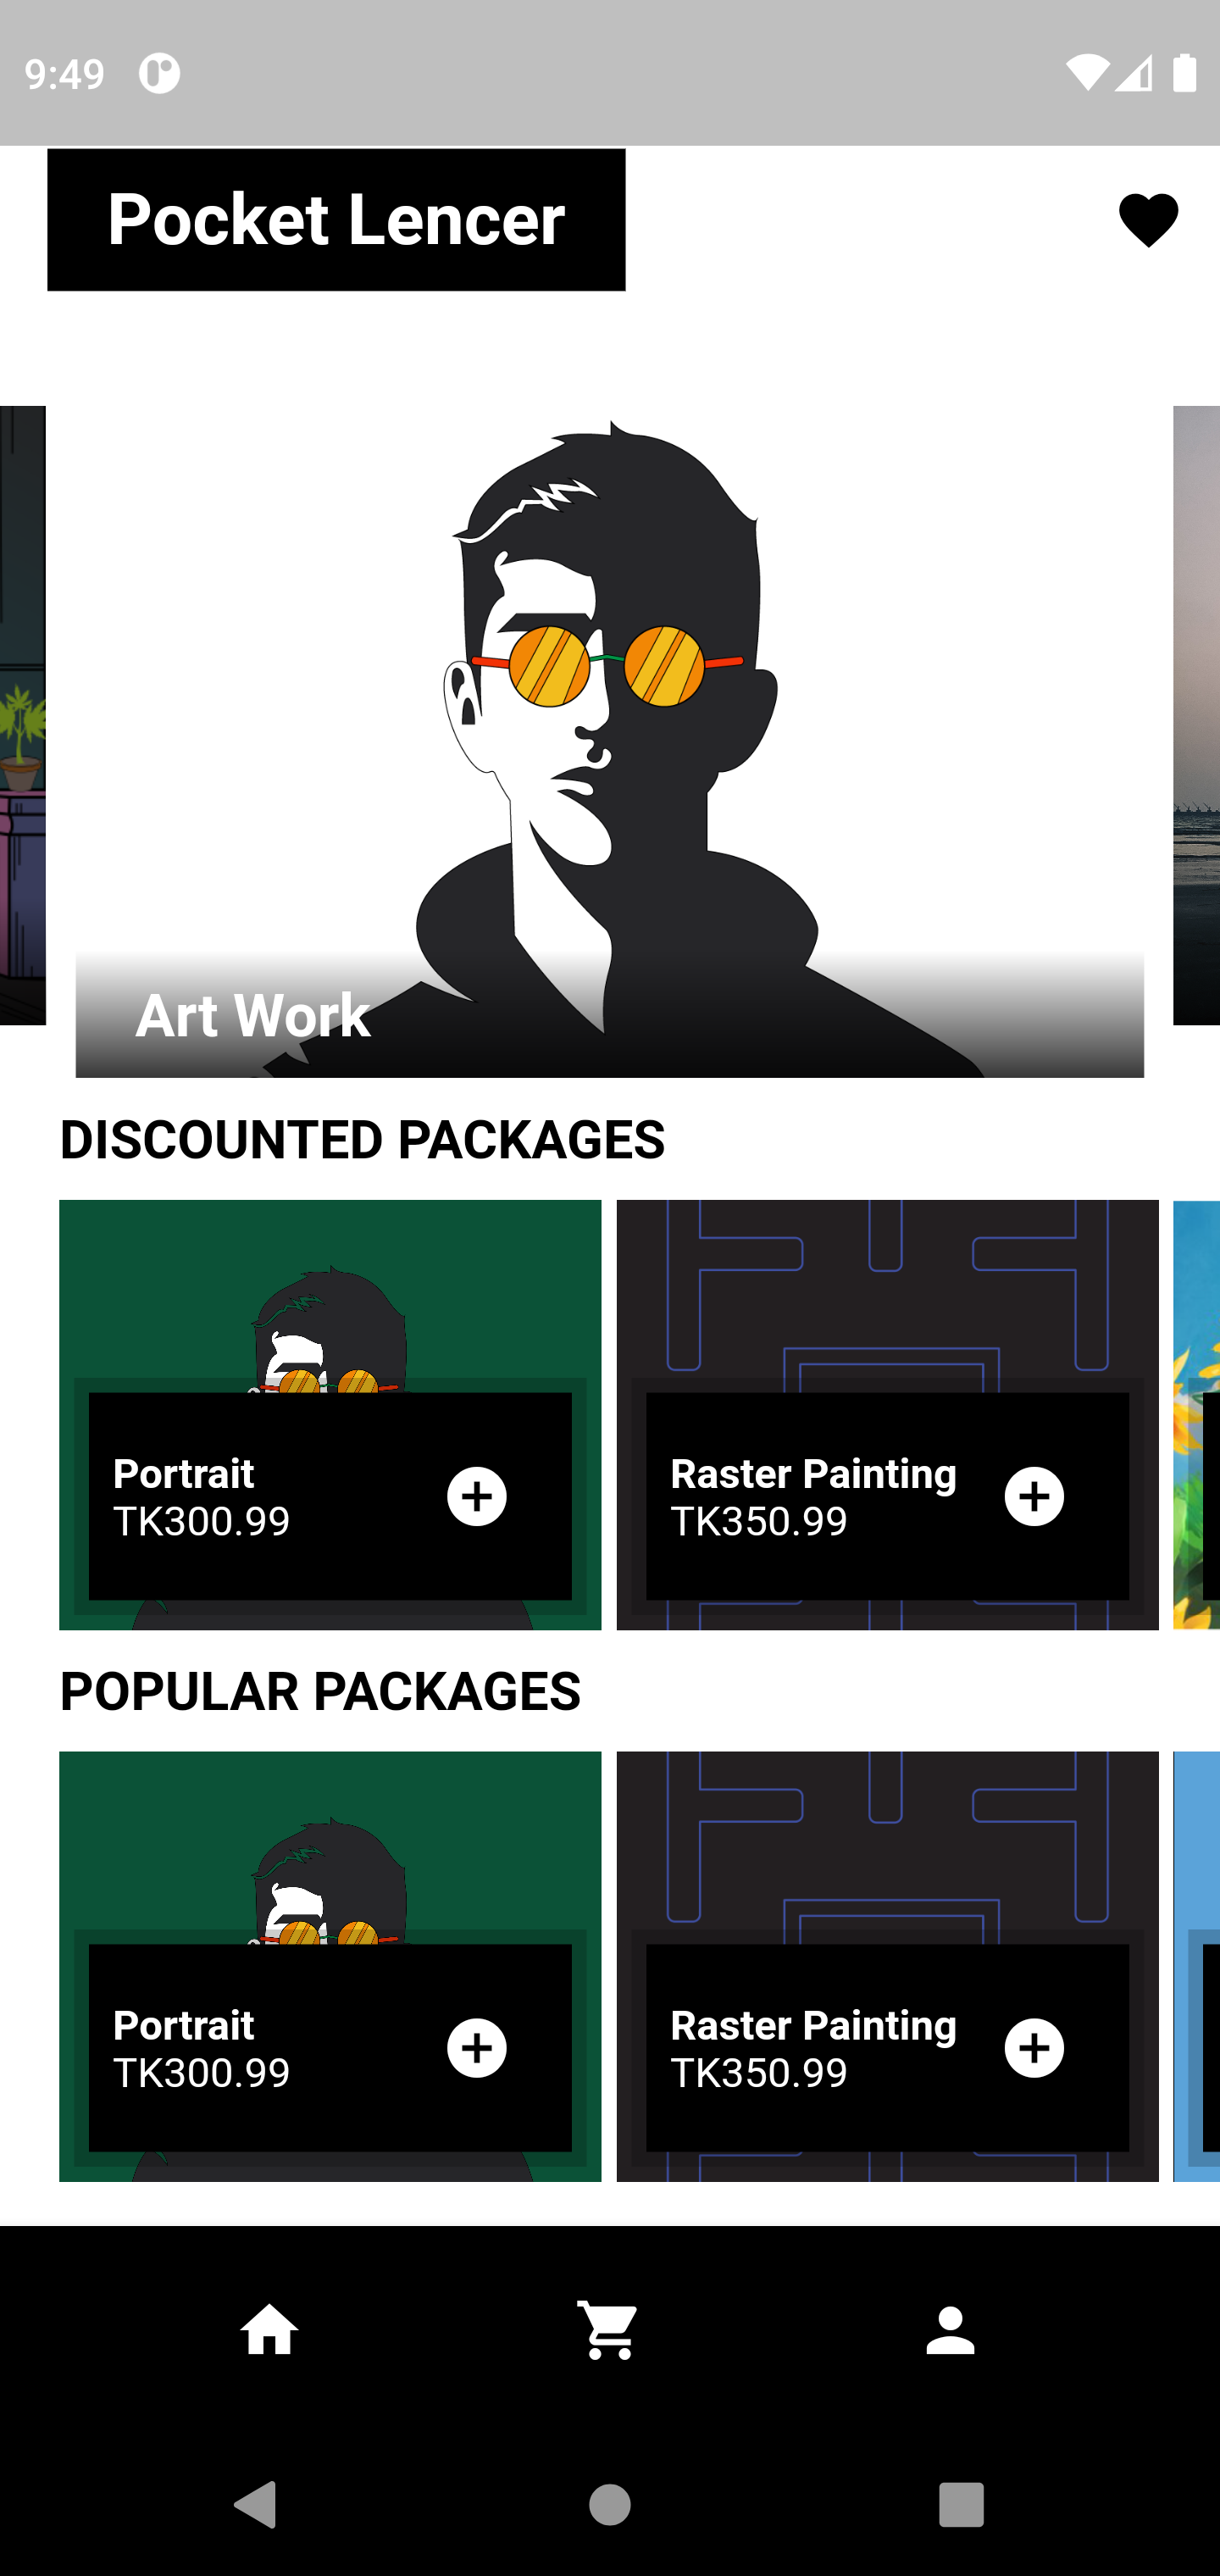 9:49
Pocket Lencer
Art Work
DISCOUNTED PACKAGES
Portrait
TK300.99
Raster Painting
TK350.99
POPULAR PACKAGES
Portrait
TK300.99
Raster Painting
TK350.99